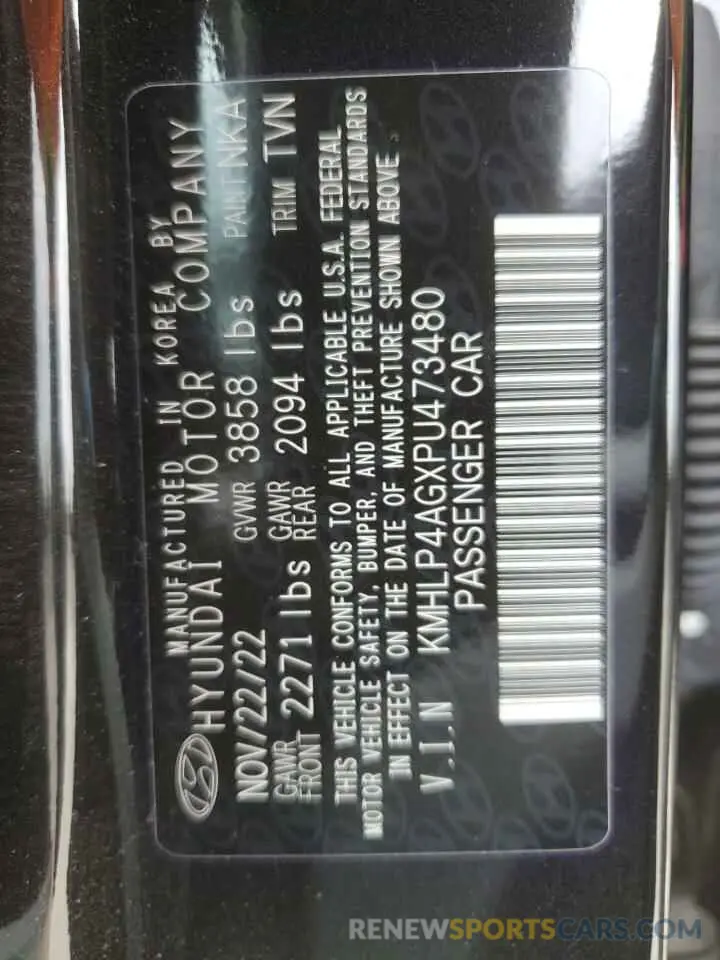 MANUFACTURED IN KOREA BY
HYUNDAI MOTOR COMPANY
NOV/22/22 GVWR 3858 lbs PAINT NKA
GAWR FRONT 2271 lbs GAWR REAR 2094 lbs TRIM TVN
THIS VEHICLE CONFORMS TO ALL APPLICABLE U.S.A. FEDERAL
MOTOR VEHICLE SAFETY, BUMPER, AND THEFT PREVENTION STANDARDS
IN EFFECT ON THE DATE OF MANUFACTURE SHOWN ABOVE.
V.I.N KMHLP4AGXPU473480
PASSENGER CAR
RENEWSPORTSCARS.COM